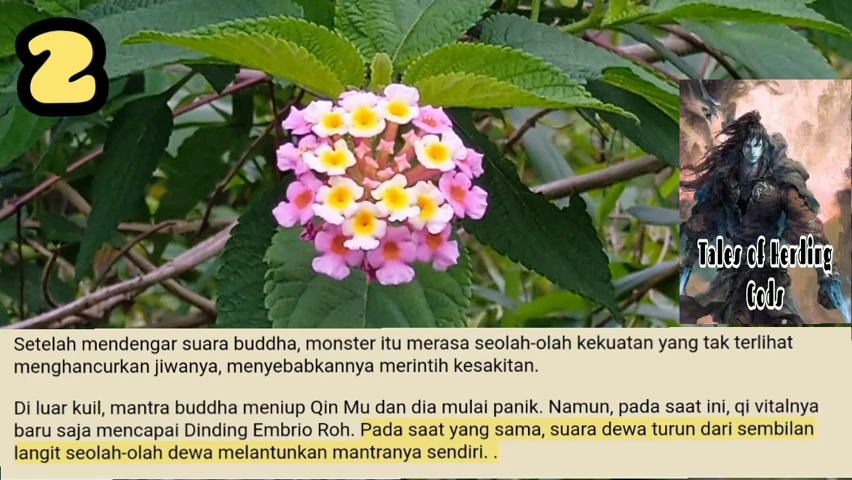 2
Tales of Herding
Gods
Setelah mendengar suara buddha, monster itu merasa seolah-olah kekuatan yang tak terlihat
menghancurkan jiwanya, menyebabkannya merintih kesakitan.
Di luar kuil, mantra buddha meniup Qin Mu dan dia mulai panik. Namun, pada saat ini, qi vitalnya
baru saja mencapai Dinding Embrio Roh. Pada saat yang sama, suara dewa turun dari sembilan
langit seolah-olah dewa melantunkan mantranya sendiri. .